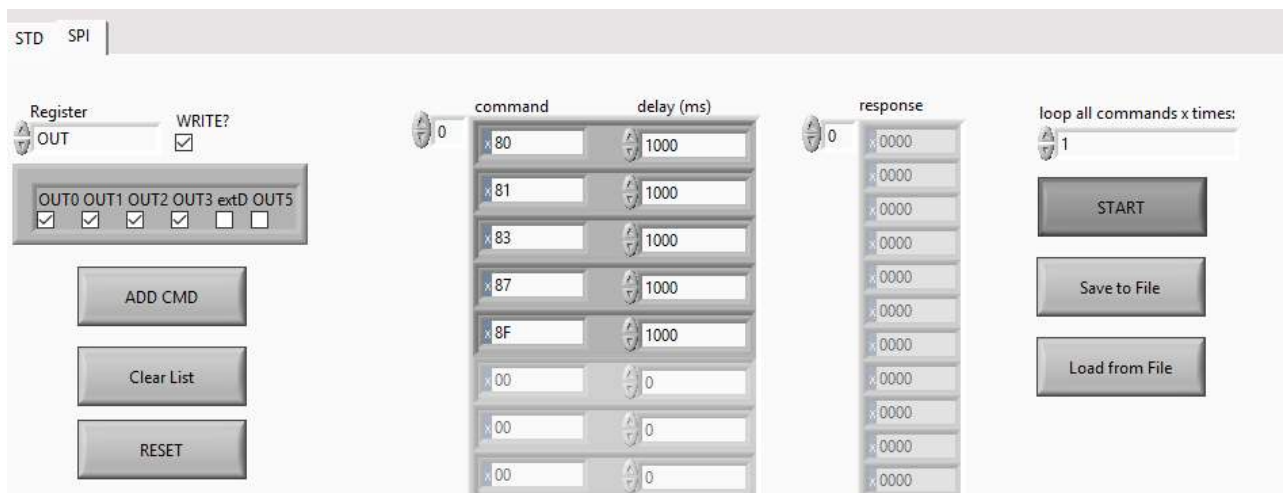 STD SPI
Register
WRITE?
OUT
OUT0 OUT1 OUT2 OUT3 extD OUT5
ADD CMD
Clear List
RESET
command delay (ms)
0
x 80 1000
x 81 1000
x 83 1000
x 87 1000
x 8F 1000
x 00 0
x 00 0
x 00 0
response
0
x 0000
x 0000
x 0000
x 0000
x 0000
x 0000
x 0000
x 0000
x 0000
x 0000
x 0000
loop all commands x times:
1
START
Save to File
Load from File